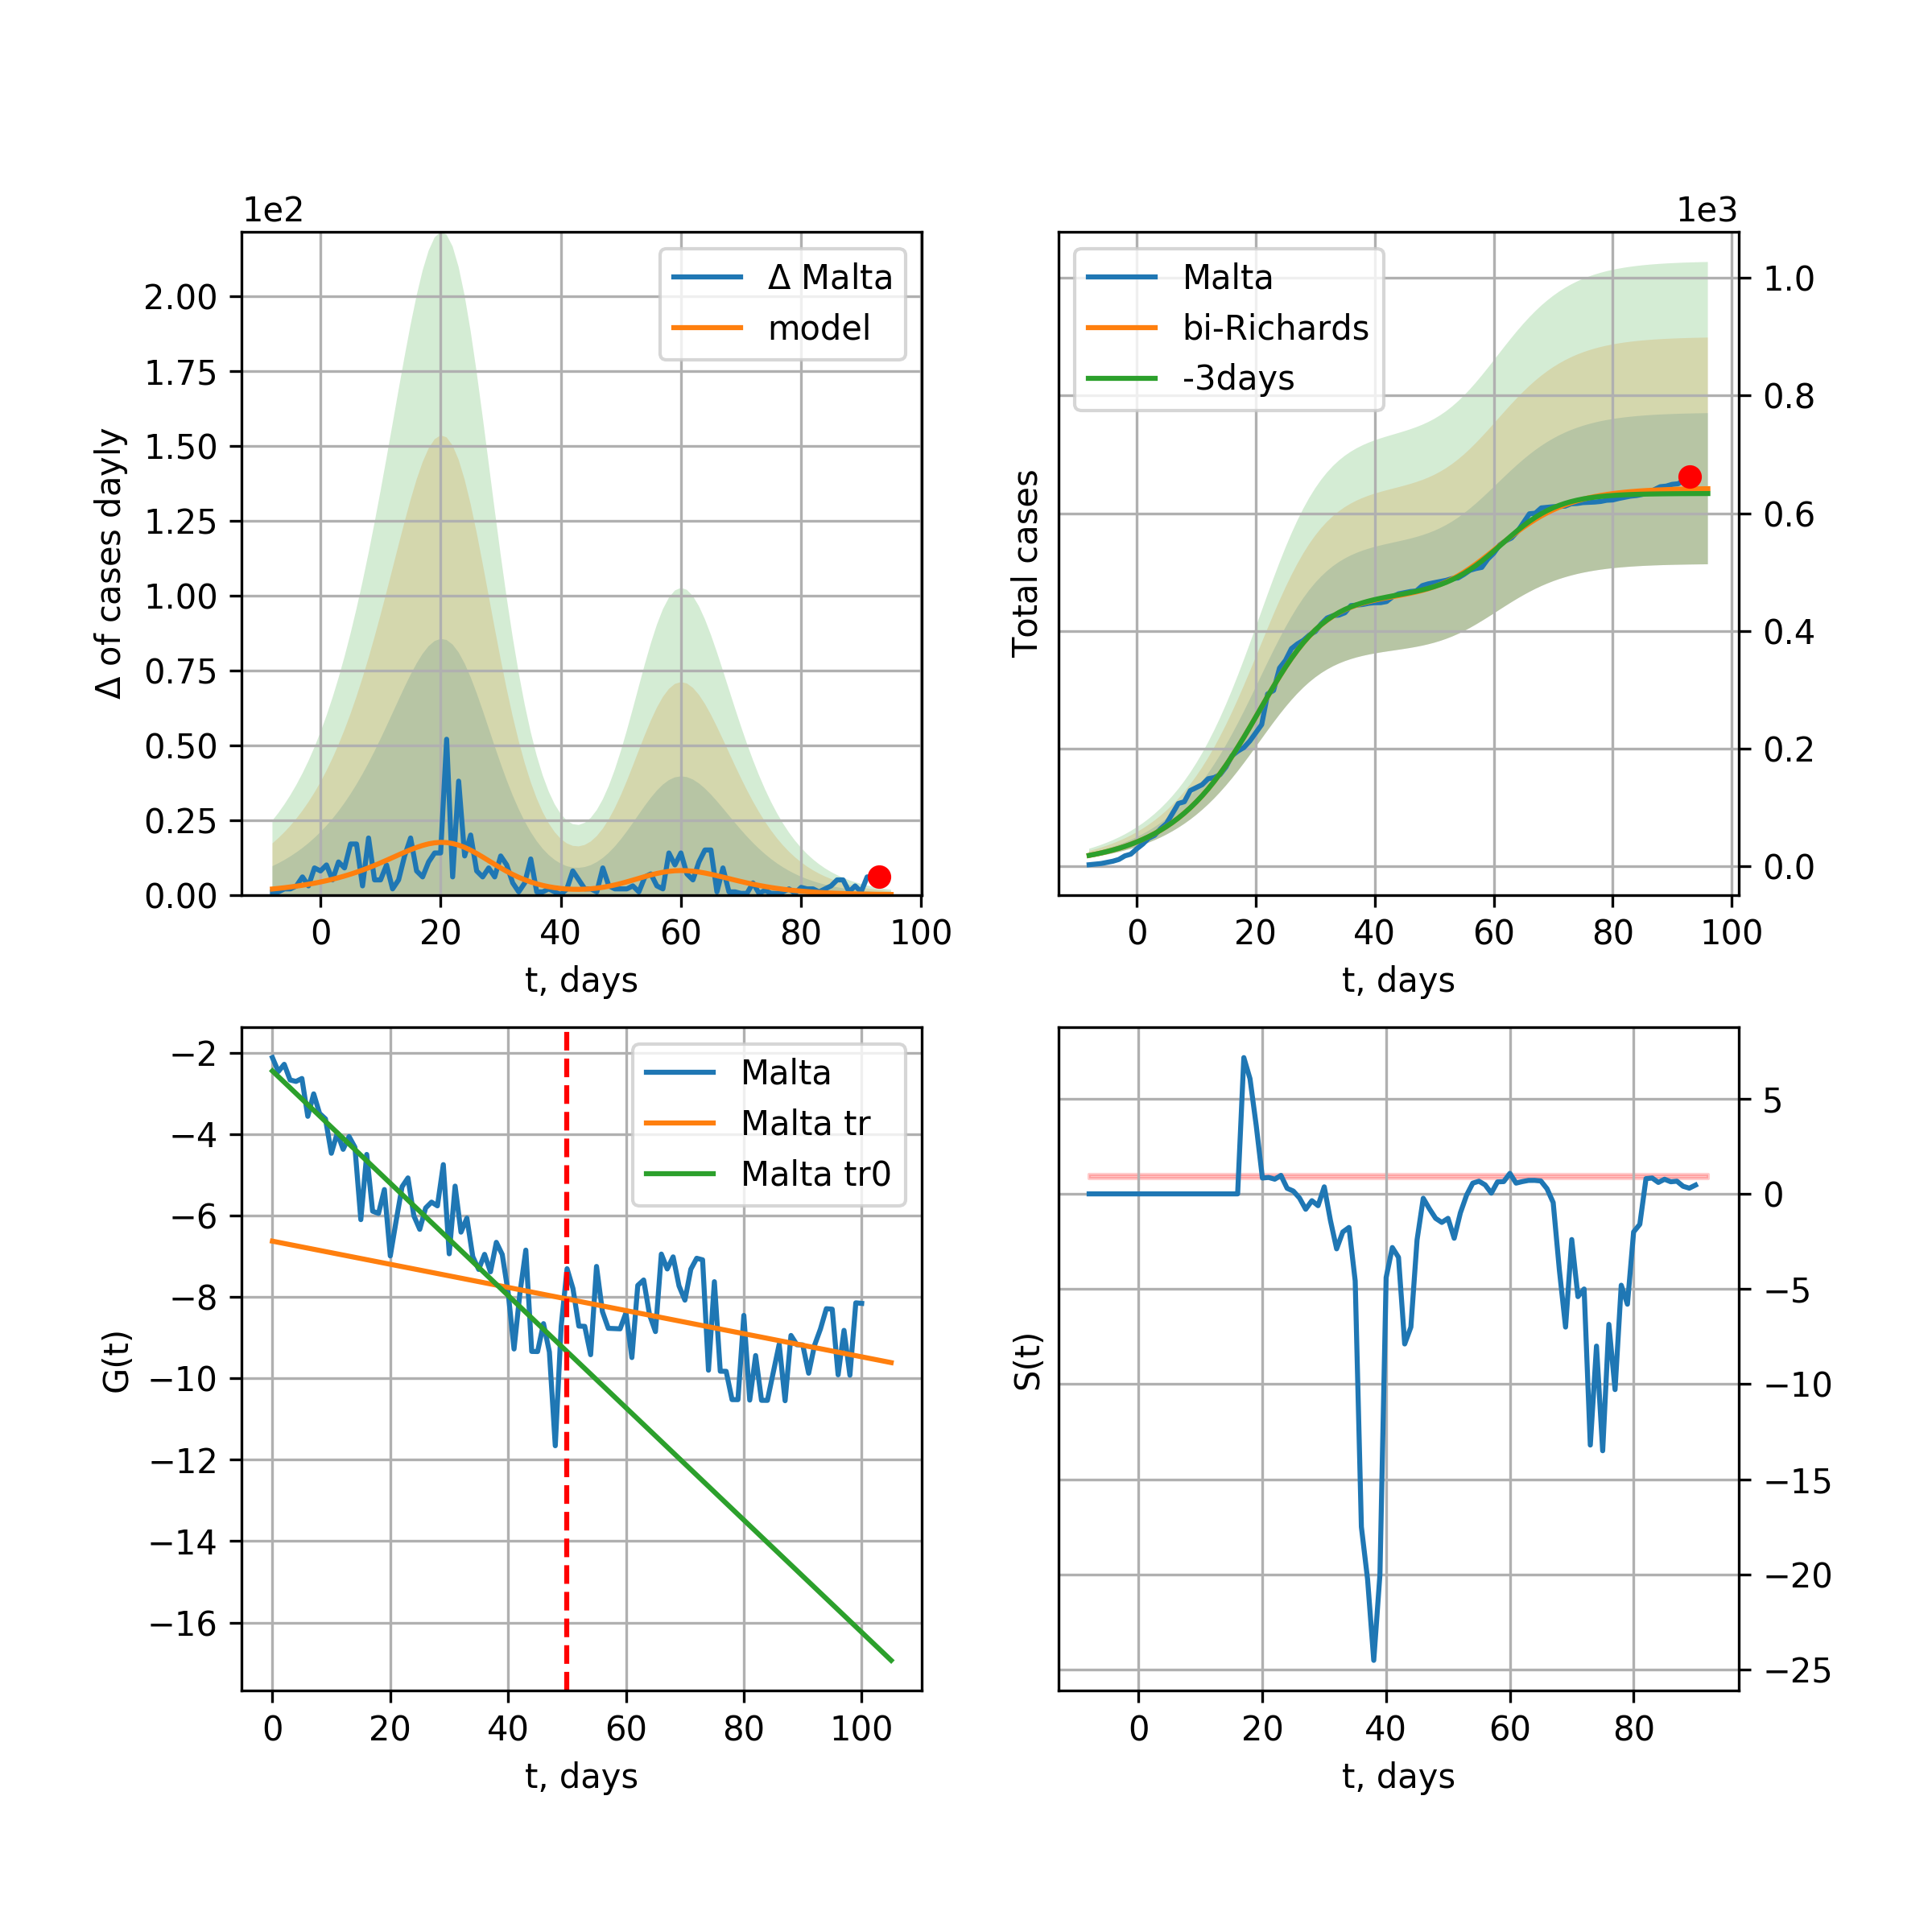 1e2
Δ Malta
model
2.00
1.75
1.50
1.25
1.00
0.75
0.50
0.25
0.00
Δ of cases dayly
0 20 40 60 80 100
t, days
1e3
Malta
bi-Richards
-3days
1.0
0.8
0.6
0.4
0.2
0.0
Total cases
0 20 40 60 80 100
t, days
Malta
Malta tr
Malta tr0
−2
−4
−6
−8
−10
−12
−14
−16
G(t)
0 20 40 60 80 100
t, days
5
0
−5
−10
−15
−20
−25
S(t)
0 20 40 60 80
t, days